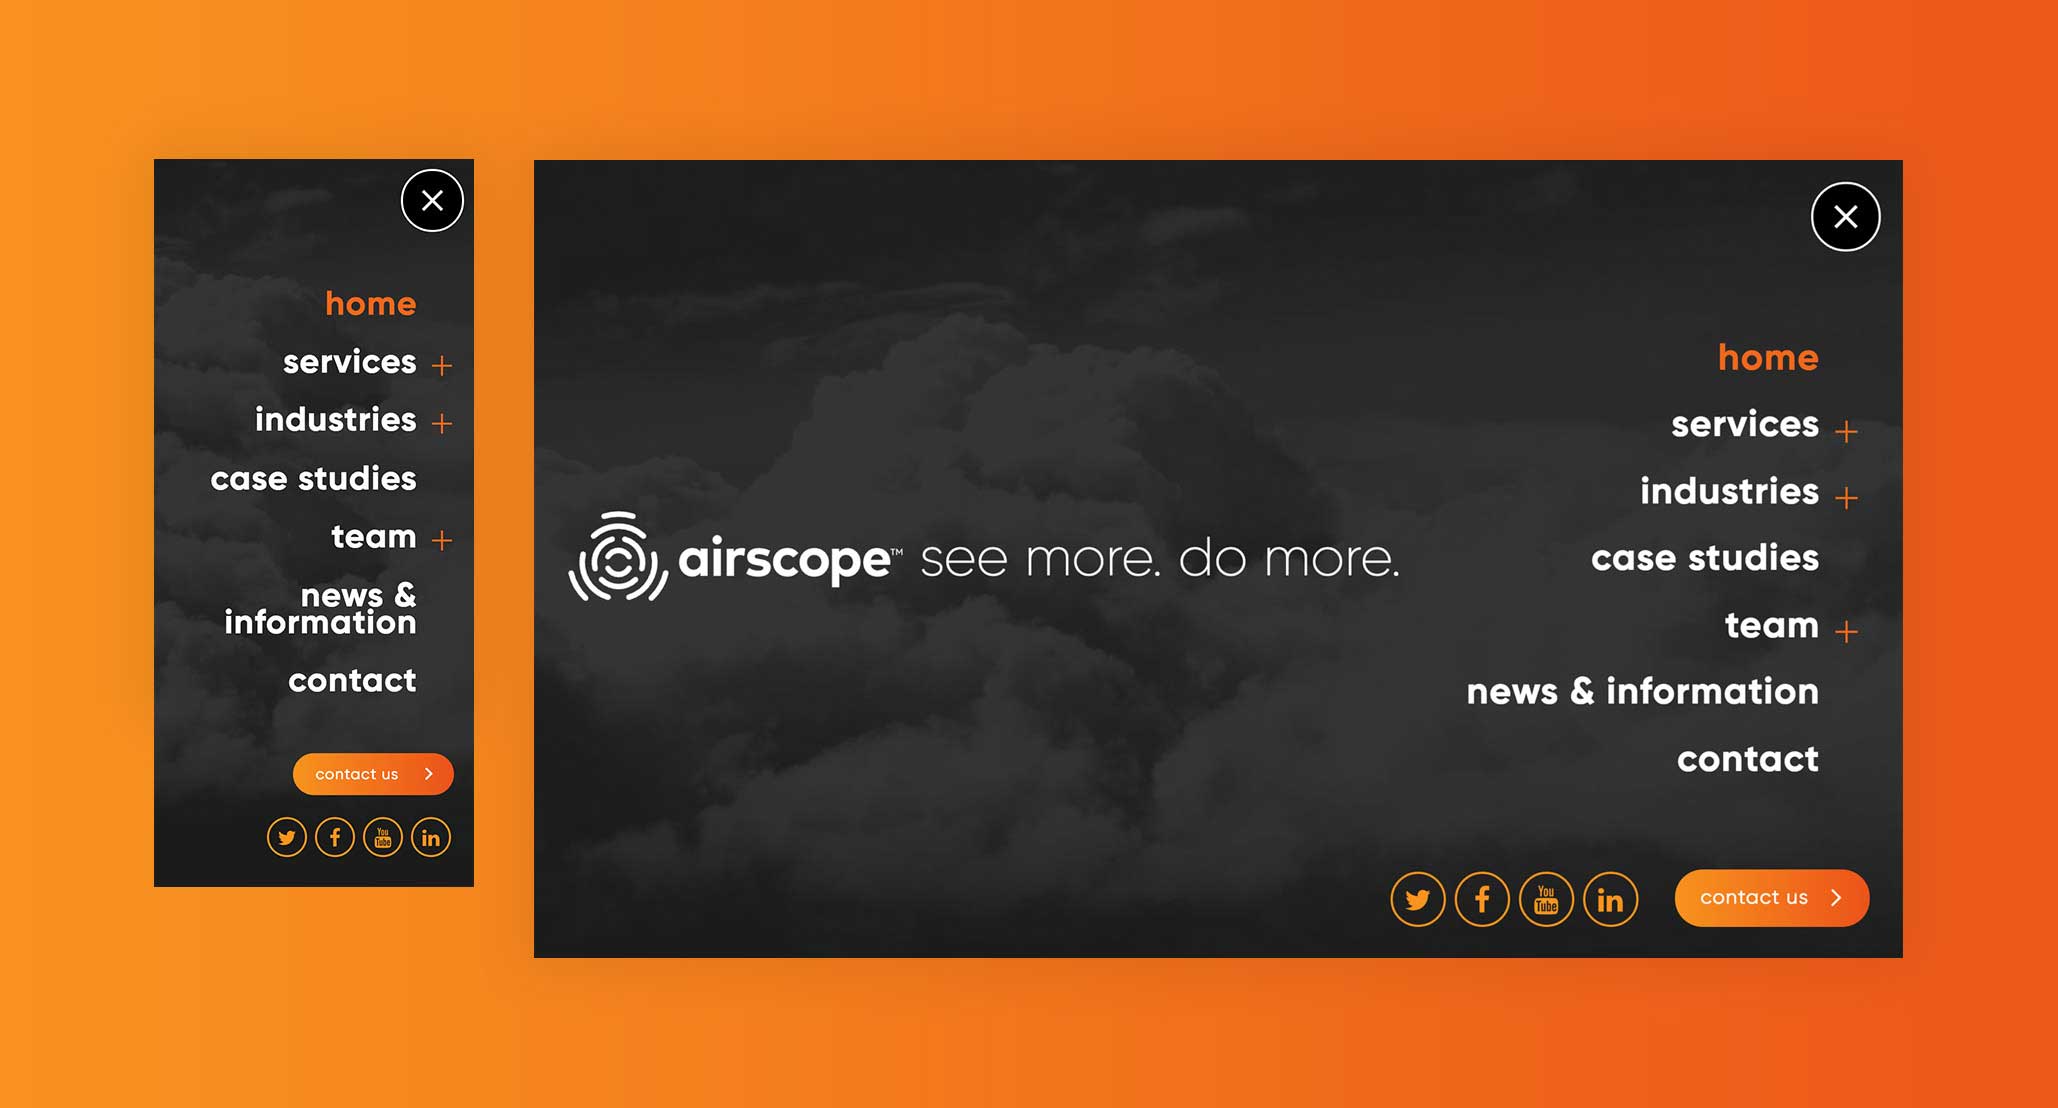 home
services
industries
case studies
team
news &
information
contact
contact us
You
Tube
in
airscope™ see more. do more.
home
services
industries
case studies
team
news & information
contact
You
Tube
in
contact us